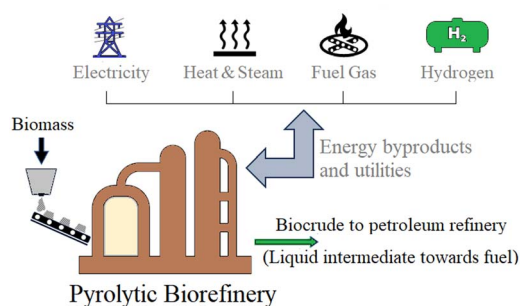 H₂
Electricity
Heat & Steam
Fuel Gas
Hydrogen
Biomass
Energy byproducts
and utilities
Biocrude to petroleum refinery
(Liquid intermediate towards fuel)
Pyrolytic Biorefinery